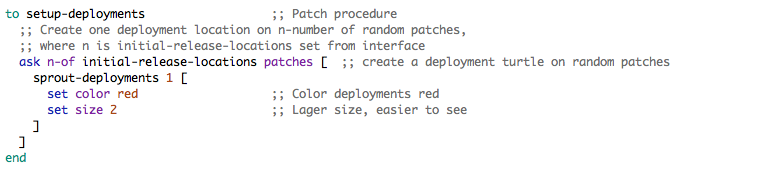 to setup-deployments ;; Patch procedure
;; Create one deployment location on n-number of random patches,
;; where n is initial-release-locations set from interface
ask n-of initial-release-locations patches [ ;; create a deployment turtle on random patches
sprout-deployments 1 [
set color red ;; Color deployments red
set size 2 ;; Lager size, easier to see
]
]
end